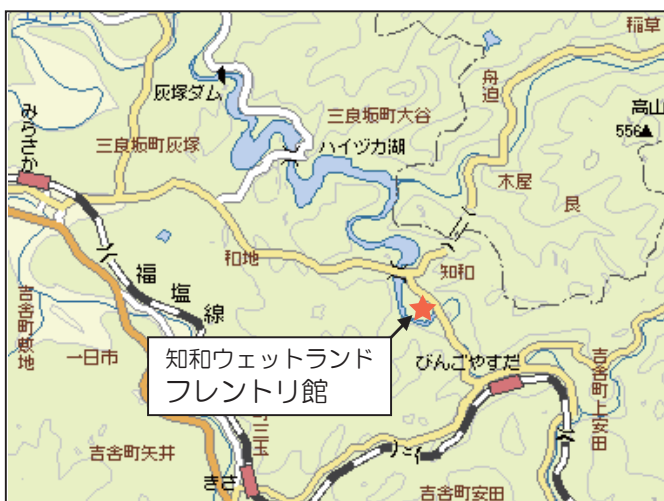 稲草
舟迫
灰塚ダム
三良坂町大谷
高山
556▲
みらさか
三良坂町灰塚
ハイヅカ湖
木屋
艮
和地
知和
福塩線
吉舎町敷地
一日市
知和ウェットランド
フレントリ館
びんごやすだ
吉舎町上安田
町三玉
吉舎町矢井
きさ
吉舎町安田